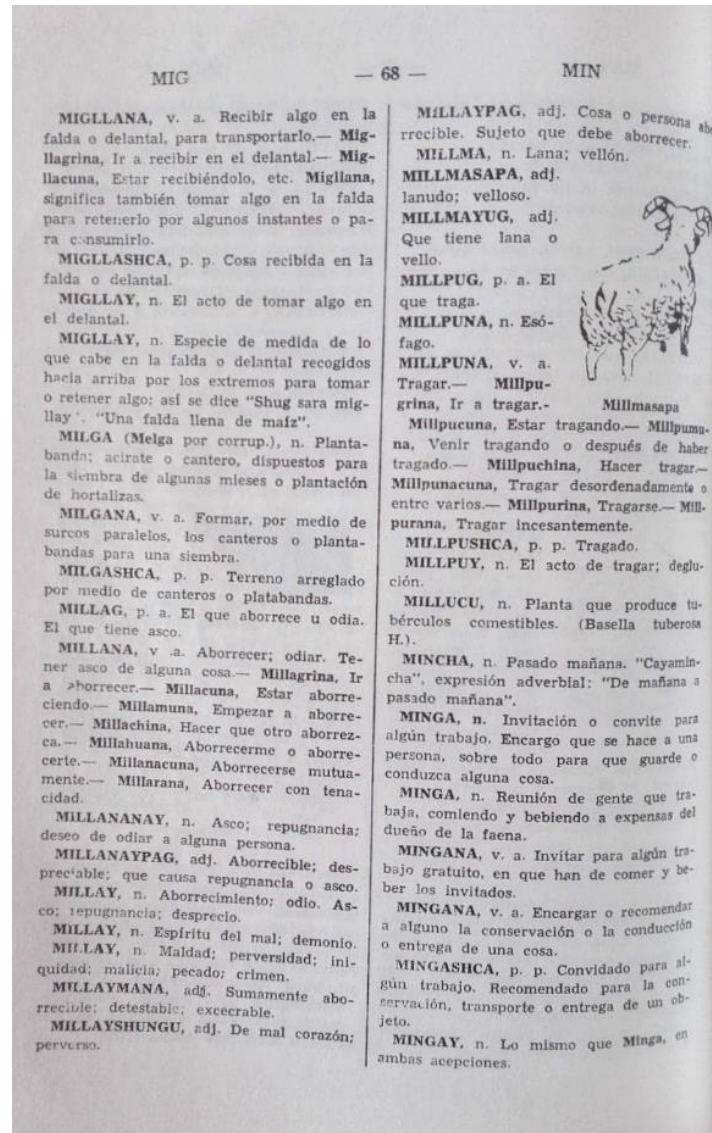 MIG
— 68 —
MIN
MIGLLANA, v. a. Recibir algo en la
falda o delantal, para transportarlo.— Mig-
llagrina, Ir a recibir en el delantal.— Mig-
llacuna, Estar recibiéndolo, etc. Migllana,
significa también tomar algo en la falda
para retenerlo por algunos instantes o pa-
ra consumirlo.
MIGLLASHCA, p. p. Cosa recibida en la
falda o delantal.
MIGLLAY, n. El acto de tomar algo en
el delantal.
MIGLLAY, n. Especie de medida de lo
que cabe en la falda o delantal recogidos
hacia arriba por los extremos para tomar
o retener algo; así se dice "Shug sara mig-
llay". "Una falda llena de maíz".
MILGA (Melga por corrup.), n. Planta-
banda; acirate o cantero, dispuestos para
la siembra de algunas mieses o plantación
de hortalizas.
MILGANA, v. a. Formar, por medio de
surcos paralelos, los canteros o planta-
bandas para una siembra.
MILGASHCA, p. p. Terreno arreglado
por medio de canteros o platabandas.
MILLAG, p. a. El que aborrece u odia.
El que tiene asco.
MILLANA, v .a. Aborrecer; odiar. Te-
ner asco de alguna cosa.— Millagrina, Ir
a aborrecer.— Millacuna, Estar aborre-
ciendo.— Millamuna, Empezar a aborre-
cer.— Millachina, Hacer que otro aborrez-
ca.— Millahuana, Aborrecerme o aborre-
certe.— Millanacuna, Aborrecerse mutua-
mente.— Millarana, Aborrecer con tena-
cidad.
MILLANANAY, n. Asco; repugnancia;
deseo de odiar a alguna persona.
MILLANAYPAG, adj. Aborrecible; des-
preciable; que causa repugnancia o asco.
MILLAY, n. Aborrecimiento; odio. As-
co; repugnancia; desprecio.
MILLAY, n. Espíritu del mal; demonio.
MILLAY, n. Maldad; perversidad; ini-
quidad; malicia; pecado; crimen.
MILLAYMANA, adj. Sumamente abo-
rrecible; detestable; excecrable.
MILLAYSHUNGU, adj. De mal corazón;
perverso.
MILLAYPAG, adj. Cosa o persona abo
rrecible. Sujeto que debe aborrecer.
MILLMA, n. Lana; vellón.
MILLMASAPA, adj.
lanudo; velloso.
MILLMAYUG, adj.
Que tiene lana o
vello.
MILLPUG, p. a. El
que traga.
MILLPUNA, n. Esó-
fago.
MILLPUNA, v. a.
Tragar.— Millpu-
grina, Ir a tragar.-
Millmasapa
Millpucuna, Estar tragando.— Millpumu-
na, Venir tragando o después de haber
tragado.— Millpuchina, Hacer tragar.—
Millpunacuna, Tragar desordenadamente o
entre varios.— Millpurina, Tragarse.— Mill-
purana, Tragar incesantemente.
MILLPUSHCA, p. p. Tragado.
MILLPUY, n. El acto de tragar; deglu-
ción.
MILLUCU, n. Planta que produce tu-
bérculos comestibles. (Basella tuberosa
H.).
MINCHA, n. Pasado mañana. "Cayamin-
cha", expresión adverbial: "De mañana a
pasado mañana".
MINGA, n. Invitación o convite para
algún trabajo. Encargo que se hace a una
persona, sobre todo para que guarde o
conduzca alguna cosa.
MINGA, n. Reunión de gente que tra-
baja, comiendo y bebiendo a expensas del
dueño de la faena.
MINGANA, v. a. Invitar para algún tra-
bajo gratuito, en que han de comer y be-
ber los invitados.
MINGANA, v. a. Encargar o recomendar
a alguno la conservación o la conducción
o entrega de una cosa.
MINGASHCA, p. p. Convidado para al-
gún trabajo. Recomendado para la con-
servación, transporte o entrega de un ob-
jeto.
MINGAY, n. Lo mismo que Minga, en
ambas acepciones.